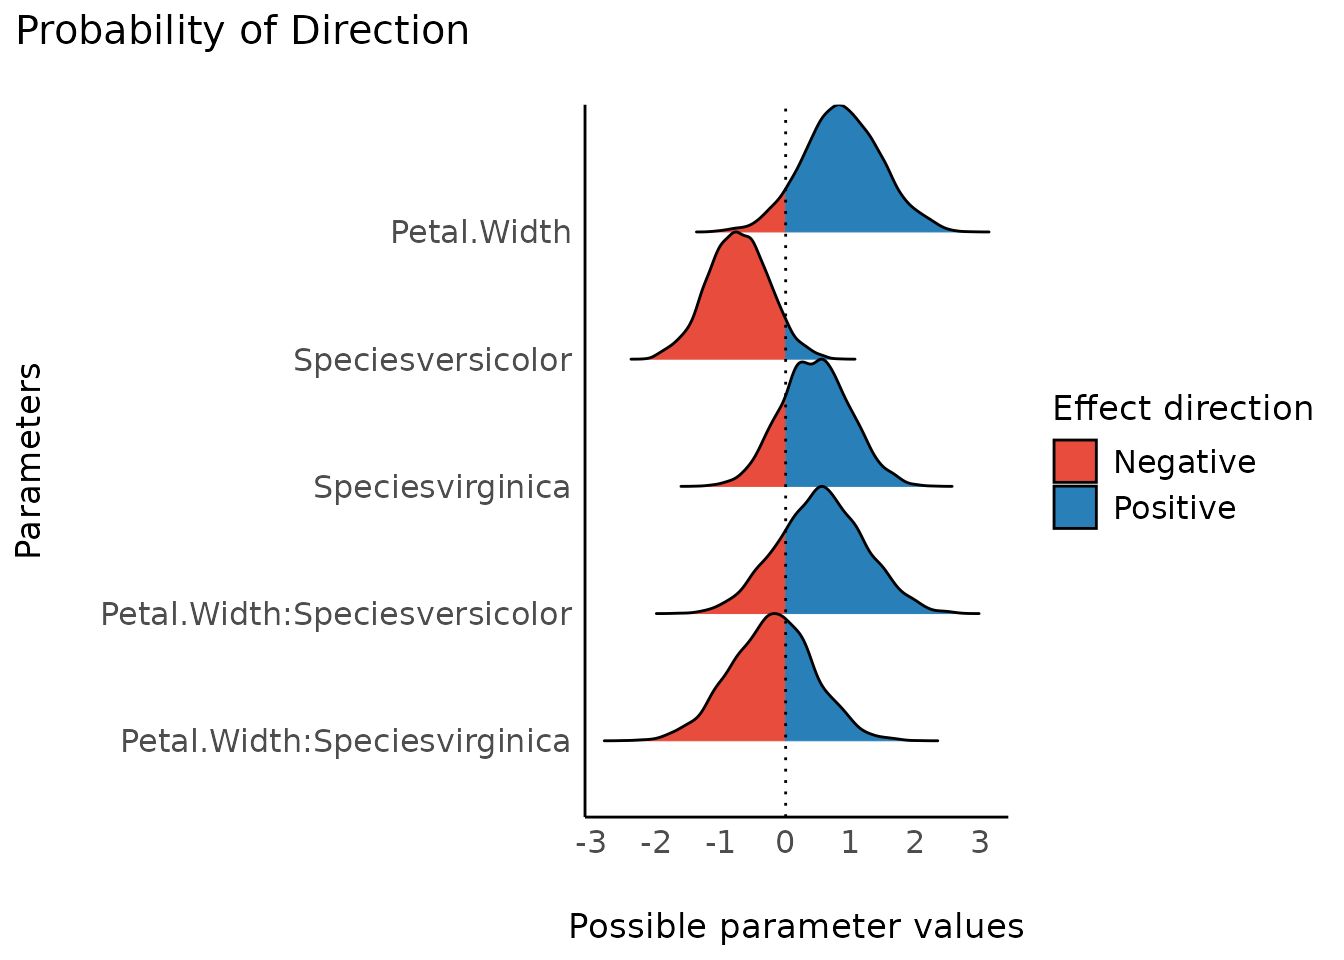 Probability of Direction
Parameters
Petal.Width
Speciesversicolor
Speciesvirginica
Petal.Width:Speciesversicolor
Petal.Width:Speciesvirginica
-3 -2 -1 0 1 2 3
Possible parameter values
Effect direction
Negative
Positive